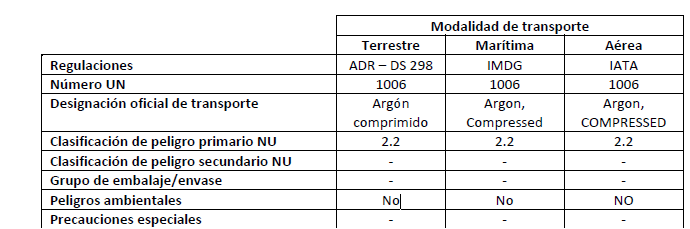 Modalidad de transporte
Terrestre Marítima Aérea
Regulaciones ADR – DS 298 IMDG IATA
Número UN 1006 1006 1006
Designación oficial de transporte Argón Argon, Argon,
comprimido Compressed COMPRESSED
Clasificación de peligro primario NU 2.2 2.2 2.2
Clasificación de peligro secundario NU - - -
Grupo de embalaje/envase - - -
Peligros ambientales No No NO
Precauciones especiales - - -